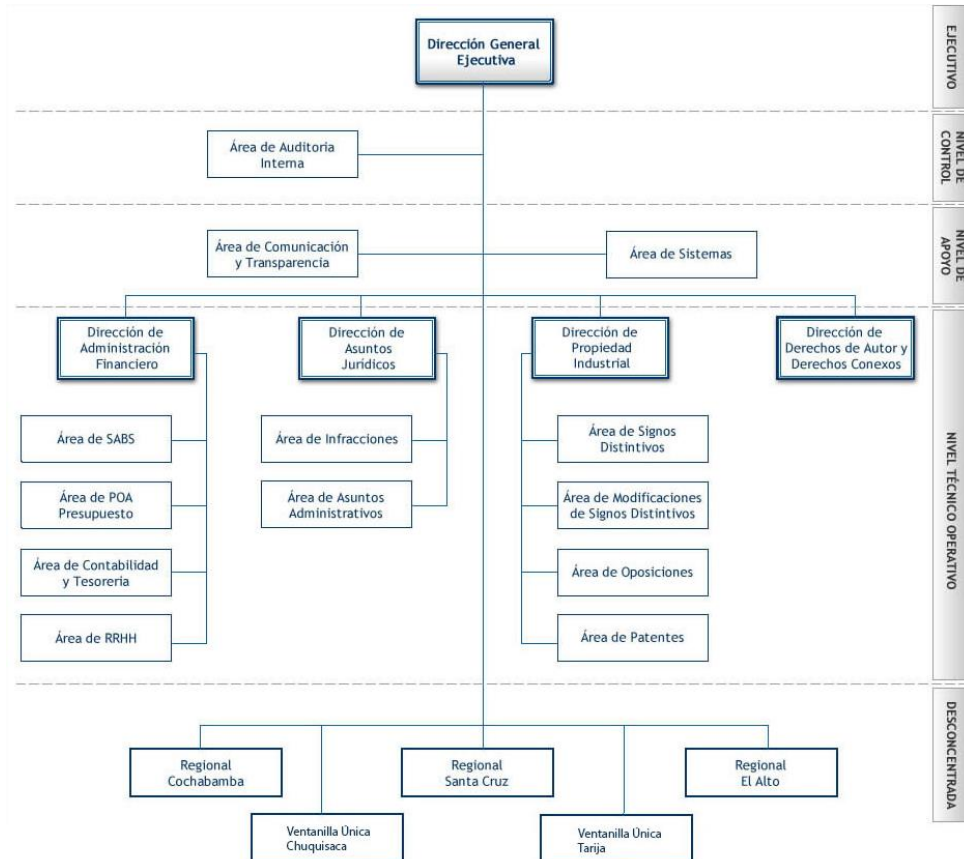 Dirección General
Ejecutiva
EJECUTIVO
Área de Auditoria
Interna
NIVEL DE
CONTROL
Área de Comunicación
y Transparencia
Área de Sistemas
NIVEL DE
APOYO
Dirección de
Administración
Financiero
Dirección de
Asuntos
Jurídicos
Dirección de
Propiedad
Industrial
Dirección de
Derechos de Autor y
Derechos Conexos
Área de SABS
Área de Infracciones
Área de Signos
Distintivos
Área de POA
Presupuesto
Área de Asuntos
Administrativos
Área de Modificaciones
de Signos Distintivos
Área de Contabilidad
y Tesoreria
Área de Oposiciones
Área de RRHH
Área de Patentes
NIVEL TÉCNICO OPERATIVO
Regional
Cochabamba
Regional
Santa Cruz
Regional
El Alto
Ventanilla Única
Chuquisaca
Ventanilla Única
Tarija
DESCONCENTRADA